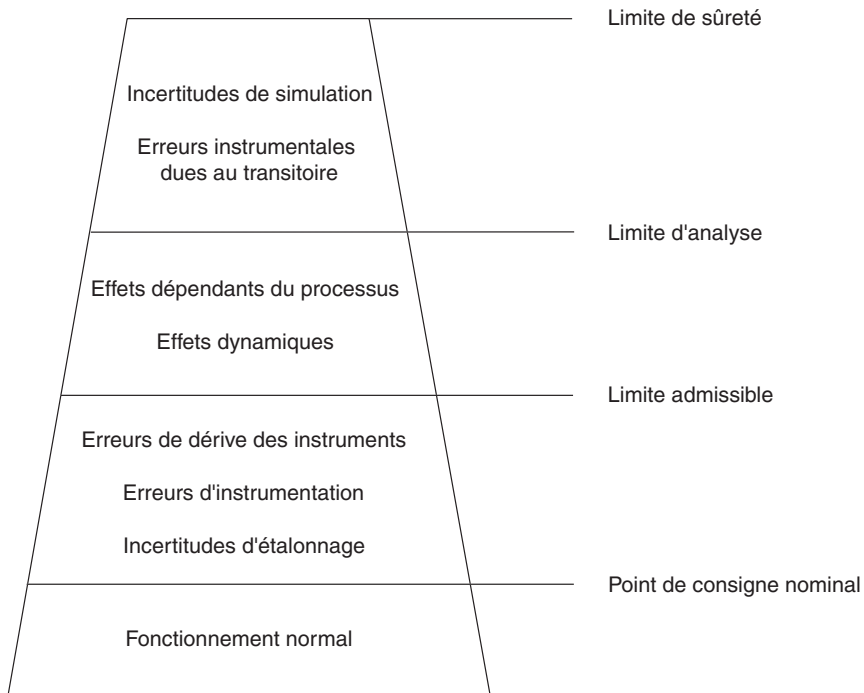 Limite de sûreté
Incertitudes de simulation
Erreurs instrumentales
dues au transitoire
Limite d'analyse
Effets dépendants du processus
Effets dynamiques
Limite admissible
Erreurs de dérive des instruments
Erreurs d'instrumentation
Incertitudes d'étalonnage
Point de consigne nominal
Fonctionnement normal